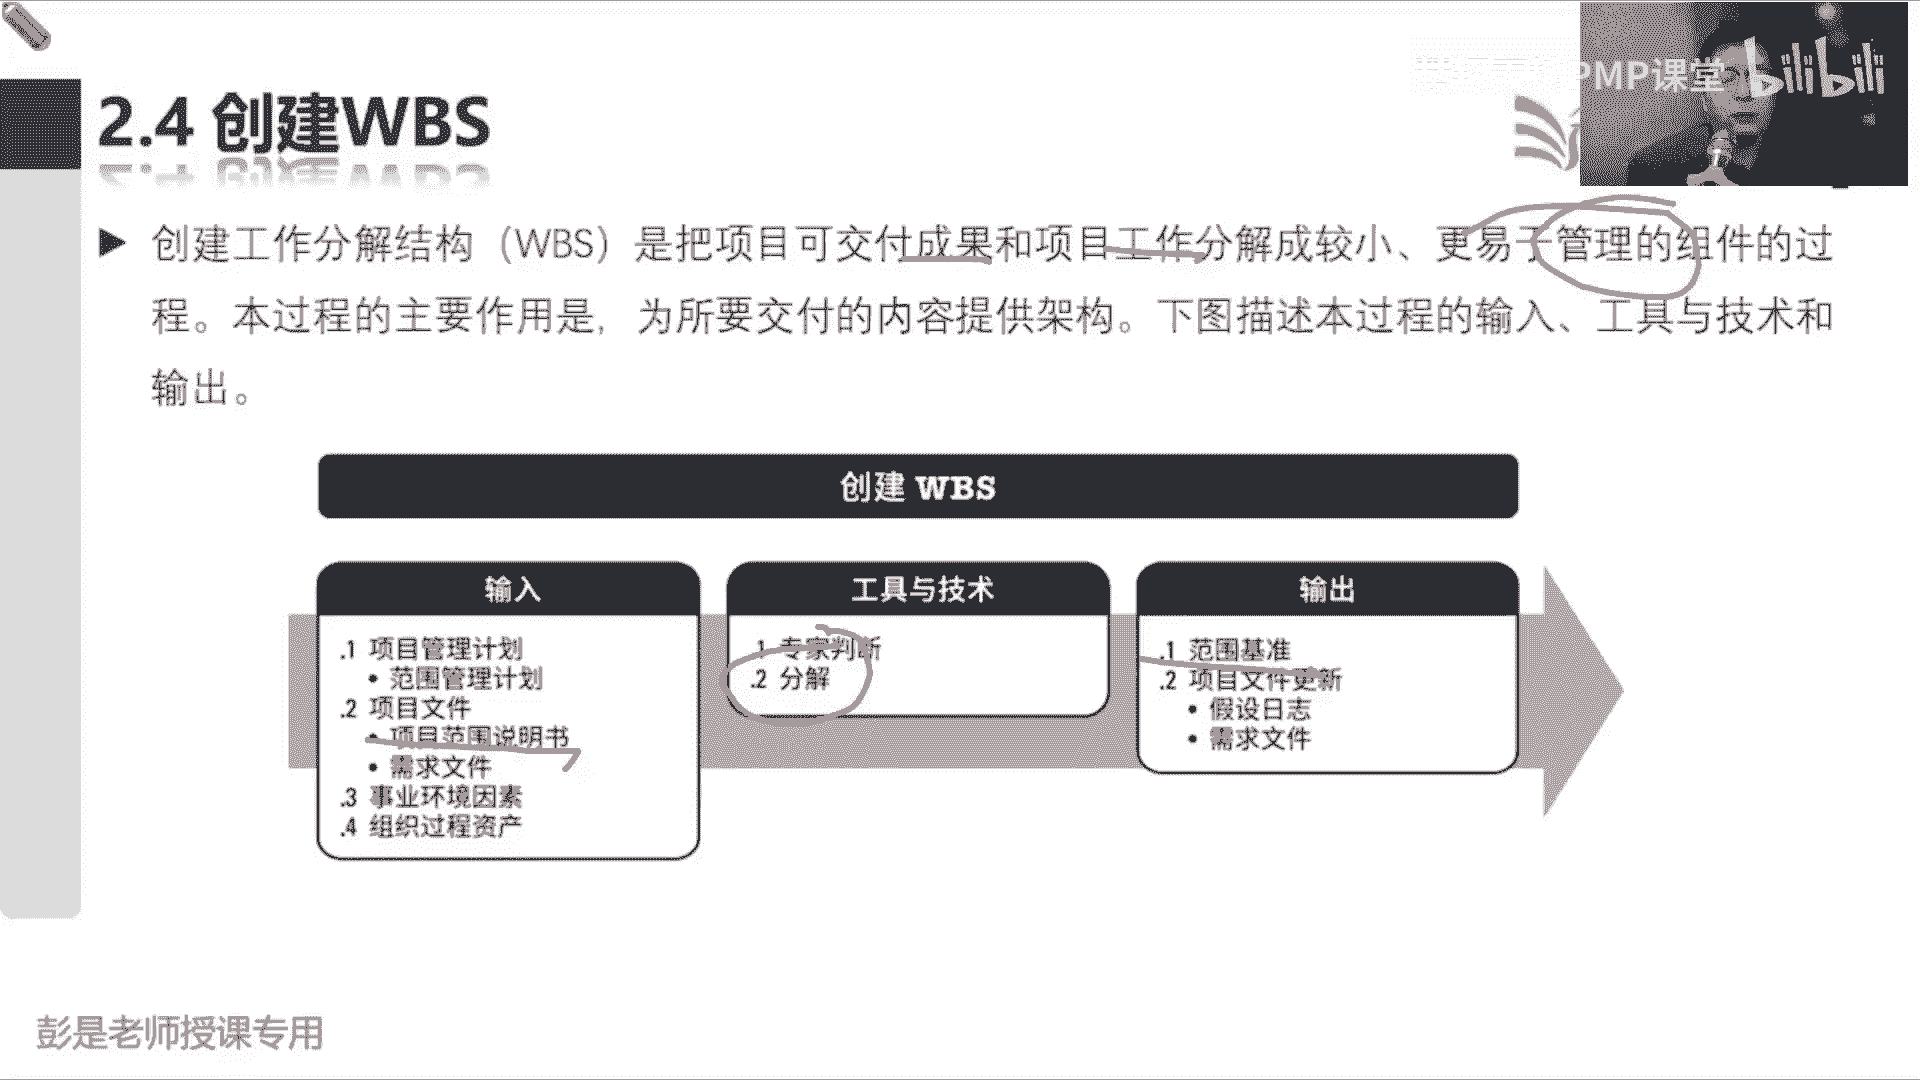 PMP课堂 bilibili
2.4 创建WBS
创建工作分解结构（WBS）是把项目可交付成果和项目工作分解成较小、更易于管理的组件的过
程。本过程的主要作用是，为所要交付的内容提供架构。下图描述本过程的输入、工具与技术和
输出。
创建 WBS
输入
.1 项目管理计划
• 范围管理计划
.2 项目文件
• 项目范围说明书
• 需求文件
.3 事业环境因素
.4 组织过程资产
工具与技术
.1 专家判断
.2 分解
输出
.1 范围基准
.2 项目文件更新
• 假设日志
• 需求文件
彭是老师授课专用